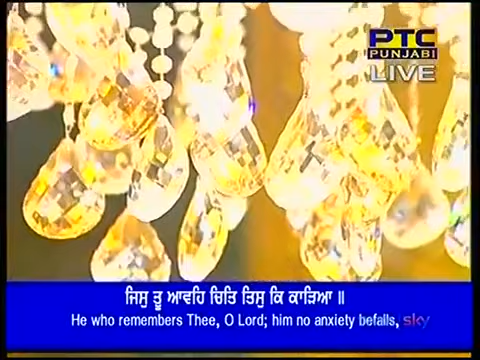 PTC
PUNJABI
LIVE
ਜਿਸੁ ਤੂ ਆਵਹਿ ਚਿਤਿ ਤਿਸੁ ਕਿ ਕਾੜਿਆ ॥
He who remembers Thee, O Lord; him no anxiety befalls, sky